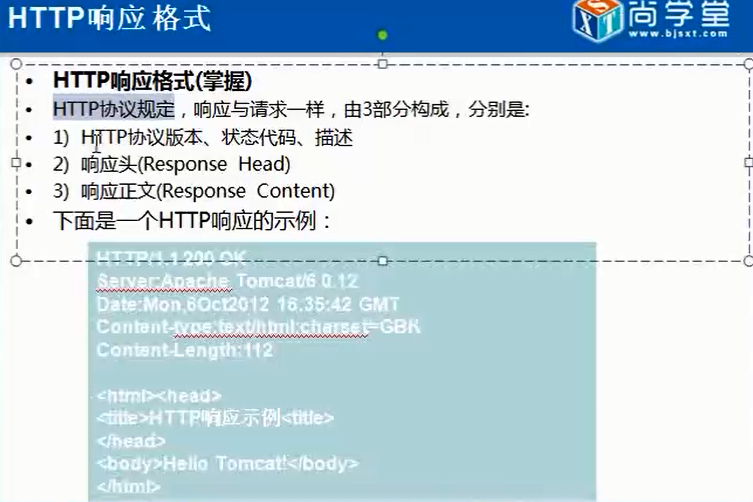 HTTP响应格式
尚学堂
www.bjsxt.com
• HTTP响应格式(掌握)
• HTTP协议规定，响应与请求一样，由3部分构成，分别是:
• 1) HTTP协议版本、状态代码、描述
• 2) 响应头(Response Head)
• 3) 响应正文(Response Content)
• 下面是一个HTTP响应的示例：
HTTP/1.1 200 OK
Server:Apache Tomcat/6.0.12
Date:Mon,6Oct2012 16:35:42 GMT
Content-type:text/html;charset=GBK
Content-Length:112
<html><head>
<title>HTTP响应示例<title>
</head>
<body>Hello Tomcat!</body>
</html>